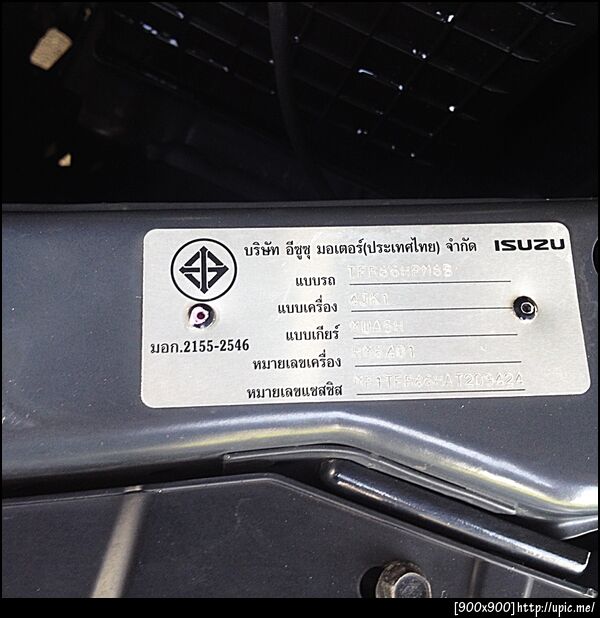 บริษัท อีซูซุ มอเตอร์(ประเทศไทย) จำกัด ISUZU
แบบรถ
แบบเครื่อง 4JK1
แบบเกียร์
มอก.2155-2546
หมายเลขเครื่อง
หมายเลขแชสซิส
[900x900] http://upic.me/